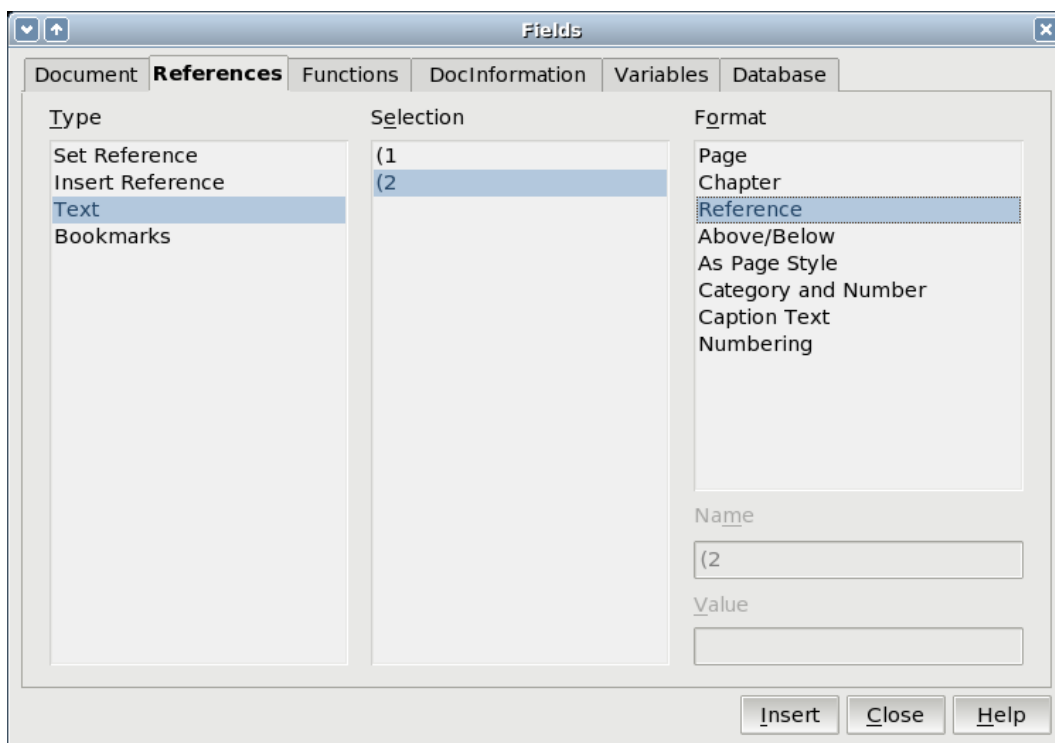 Fields
Document References Functions DocInformation Variables Database
Type
Set Reference
Insert Reference
Text
Bookmarks
Selection
(1
(2
Format
Page
Chapter
Reference
Above/Below
As Page Style
Category and Number
Caption Text
Numbering
Name
(2
Value
Insert Close Help